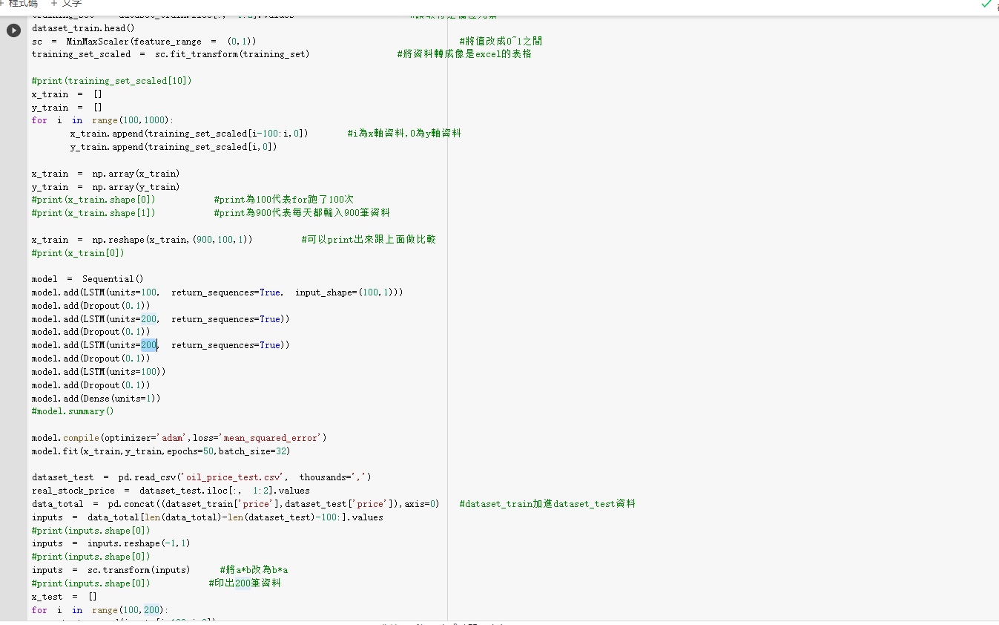 + 程式碼 + 文字
dataset_train.head()
sc = MinMaxScaler(feature_range = (0,1)) #將值改成0~1之間
training_set_scaled = sc.fit_transform(training_set) #將資料轉成像是excel的表格
#print(training_set_scaled[10])
x_train = []
y_train = []
for i in range(100,1000):
x_train.append(training_set_scaled[i-100:i,0]) #i為x軸資料,0為y軸資料
y_train.append(training_set_scaled[i,0])
x_train = np.array(x_train)
y_train = np.array(y_train)
#print(x_train.shape[0]) #print為100代表for跑了100次
#print(x_train.shape[1]) #print為900代表每天都輸入900筆資料
x_train = np.reshape(x_train,(900,100,1)) #可以print出來跟上面做比較
#print(x_train[0])
model = Sequential()
model.add(LSTM(units=100, return_sequences=True, input_shape=(100,1)))
model.add(Dropout(0.1))
model.add(LSTM(units=200, return_sequences=True))
model.add(Dropout(0.1))
model.add(LSTM(units=200, return_sequences=True))
model.add(Dropout(0.1))
model.add(LSTM(units=100))
model.add(Dropout(0.1))
model.add(Dense(units=1))
#model.summary()
model.compile(optimizer='adam',loss='mean_squared_error')
model.fit(x_train,y_train,epochs=50,batch_size=32)
dataset_test = pd.read_csv('oil_price_test.csv', thousands=',')
real_stock_price = dataset_test.iloc[:, 1:2].values
data_total = pd.concat((dataset_train['price'],dataset_test['price']),axis=0) #dataset_train加進dataset_test資料
inputs = data_total[len(data_total)-len(dataset_test)-100:].values
#print(inputs.shape[0])
inputs = inputs.reshape(-1,1)
#print(inputs.shape[0])
inputs = sc.transform(inputs) #將a*b改為b*a
#print(inputs.shape[0]) #印出200筆資料
x_test = []
for i in range(100,200):